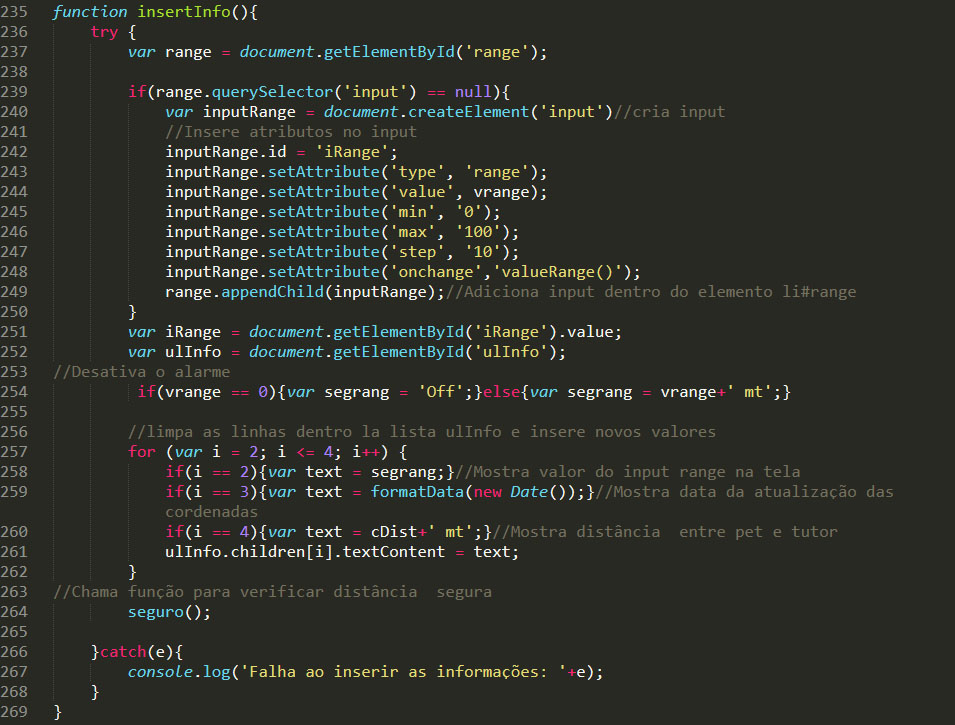 235 function insertInfo(){
236 try {
237 var range = document.getElementById('range');
238
239 if(range.querySelector('input') == null){
240 var inputRange = document.createElement('input')//cria input
241 //Insere atributos no input
242 inputRange.id = 'iRange';
243 inputRange.setAttribute('type', 'range');
244 inputRange.setAttribute('value', vrange);
245 inputRange.setAttribute('min', '0');
246 inputRange.setAttribute('max', '100');
247 inputRange.setAttribute('step', '10');
248 inputRange.setAttribute('onchange','valueRange()');
249 range.appendChild(inputRange);//Adiciona input dentro do elemento li#range
250 }
251 var iRange = document.getElementById('iRange').value;
252 var ulInfo = document.getElementById('ulInfo');
253 //Desativa o alarme
254 if(vrange == 0){var segrang = 'Off';}else{var segrang = vrange+' mt';}
255
256 //limpa as linhas dentro la lista ulInfo e insere novos valores
257 for (var i = 2; i <= 4; i++) {
258 if(i == 2){var text = segrang;}//Mostra valor do input range na tela
259 if(i == 3){var text = formatData(new Date());}//Mostra data da atualização das
cordenadas
260 if(i == 4){var text = cDist+' mt';}//Mostra distância  entre pet e tutor
261 ulInfo.children[i].textContent = text;
262 }
263 //Chama função para verificar distância  segura
264 seguro();
265
266 }catch(e){
267 console.log('Falha ao inserir as informações: '+e);
268 }
269 }